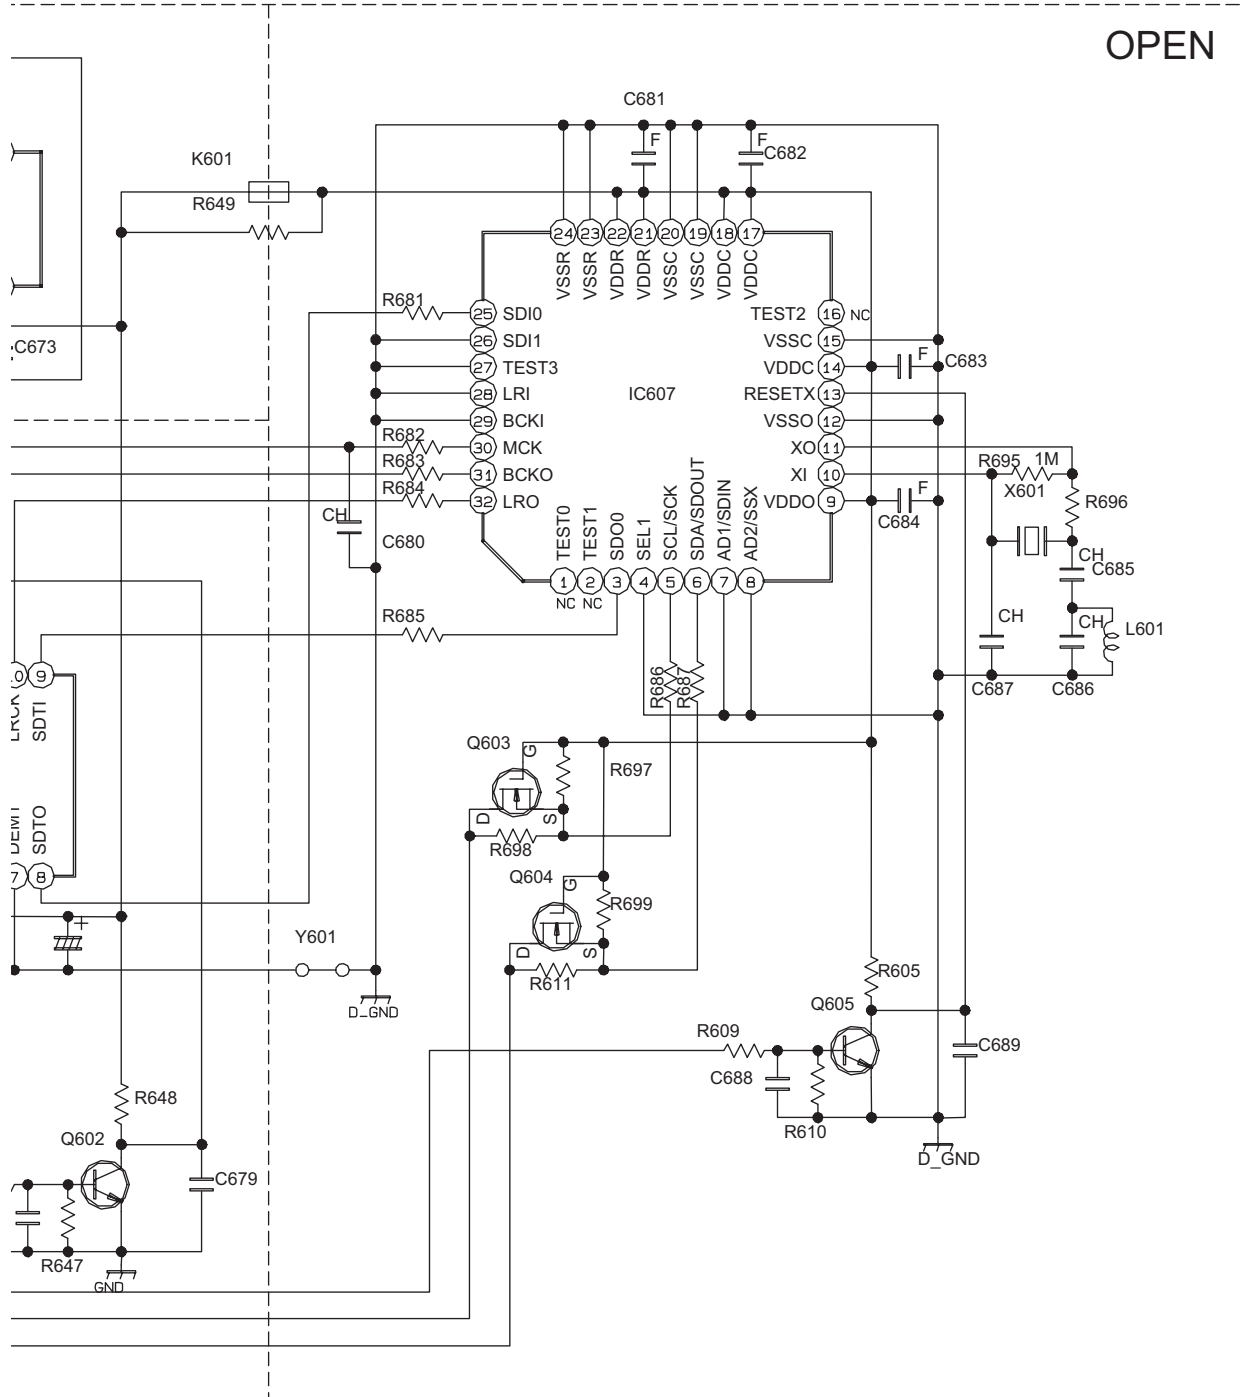 OPEN
C681
F
F
C682
K601
R649
24 23 22 21 20 19 18 17
VSSR VSSR VDDR VDDR VSSC VSSC VDDC VDDC
R681
25 SDI0
TEST2 16 NC
26 SDI1
VSSC 15
C673
F
C683
27 TEST3
VDDC 14
28 LRI
IC607
RESETX 13
29 BCKI
VSSO 12
R682
30 MCK
XO 11
R683
31 BCKO
XI 10
R695
1M
R684
32 LRO
VDDO 9
F
X601
R696
CH
C680
C684
TEST0 TEST1 SDO0 SEL1 SCL/SCK SDA/SDOUT AD1/SDIN AD2/SSX
1 2 3 4 5 6 7 8
NC NC
CH
C685
R685
CH
CH
L601
9
R686
R687
C687
C686
LRCK
SDTI
Q603
G
R697
D
S
R698
DEM1
SDTO
7 8
Q604
G
R699
+
D
S
R611
Y601
D_GND
R605
Q605
R609
C689
C688
R610
D_GND
R648
Q602
C679
R647
GND